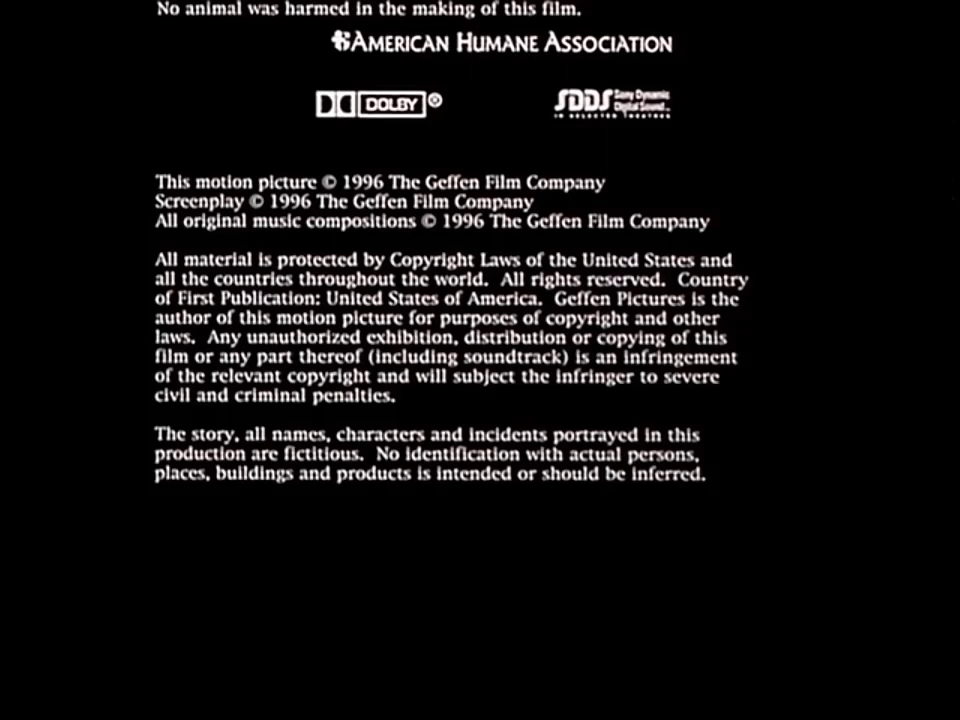 No animal was harmed in the making of this film.
AMERICAN HUMANE ASSOCIATION
DOLBY ®
SDDS Sony Dynamic
Digital Sound
IN SELECTED THEATRES
This motion picture © 1996 The Geffen Film Company
Screenplay © 1996 The Geffen Film Company
All original music compositions © 1996 The Geffen Film Company
All material is protected by Copyright Laws of the United States and
all the countries throughout the world. All rights reserved. Country
of First Publication: United States of America. Geffen Pictures is the
author of this motion picture for purposes of copyright and other
laws. Any unauthorized exhibition, distribution or copying of this
film or any part thereof (including soundtrack) is an infringement
of the relevant copyright and will subject the infringer to severe
civil and criminal penalties.
The story, all names, characters and incidents portrayed in this
production are fictitious. No identification with actual persons,
places, buildings and products is intended or should be inferred.